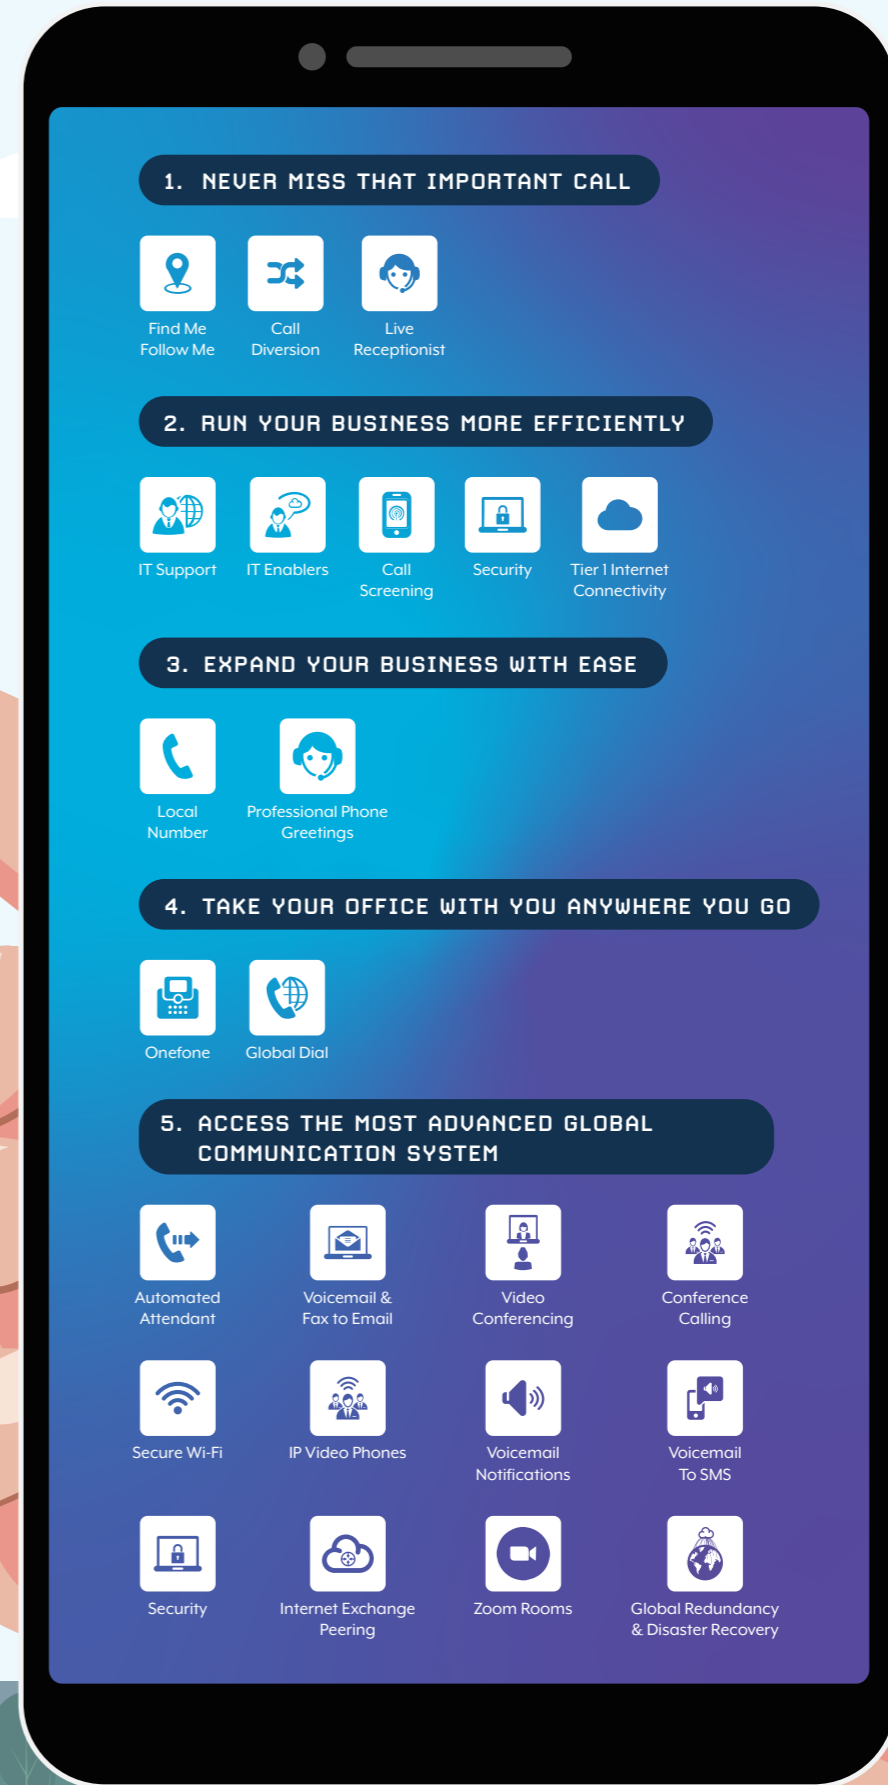 1. NEVER MISS THAT IMPORTANT CALL
Find Me
Follow Me
Call
Diversion
Live
Receptionist
2. RUN YOUR BUSINESS MORE EFFICIENTLY
IT Support
IT Enablers
Call
Screening
Security
Tier 1 Internet
Connectivity
3. EXPAND YOUR BUSINESS WITH EASE
Local
Number
Professional Phone
Greetings
4. TAKE YOUR OFFICE WITH YOU ANYWHERE YOU GO
Onefone
Global Dial
5. ACCESS THE MOST ADVANCED GLOBAL
COMMUNICATION SYSTEM
Automated
Attendant
Voicemail &
Fax to Email
Video
Conferencing
Conference
Calling
Secure Wi-Fi
IP Video Phones
Voicemail
Notifications
Voicemail
To SMS
Security
Internet Exchange
Peering
Zoom Rooms
Global Redundancy
& Disaster Recovery